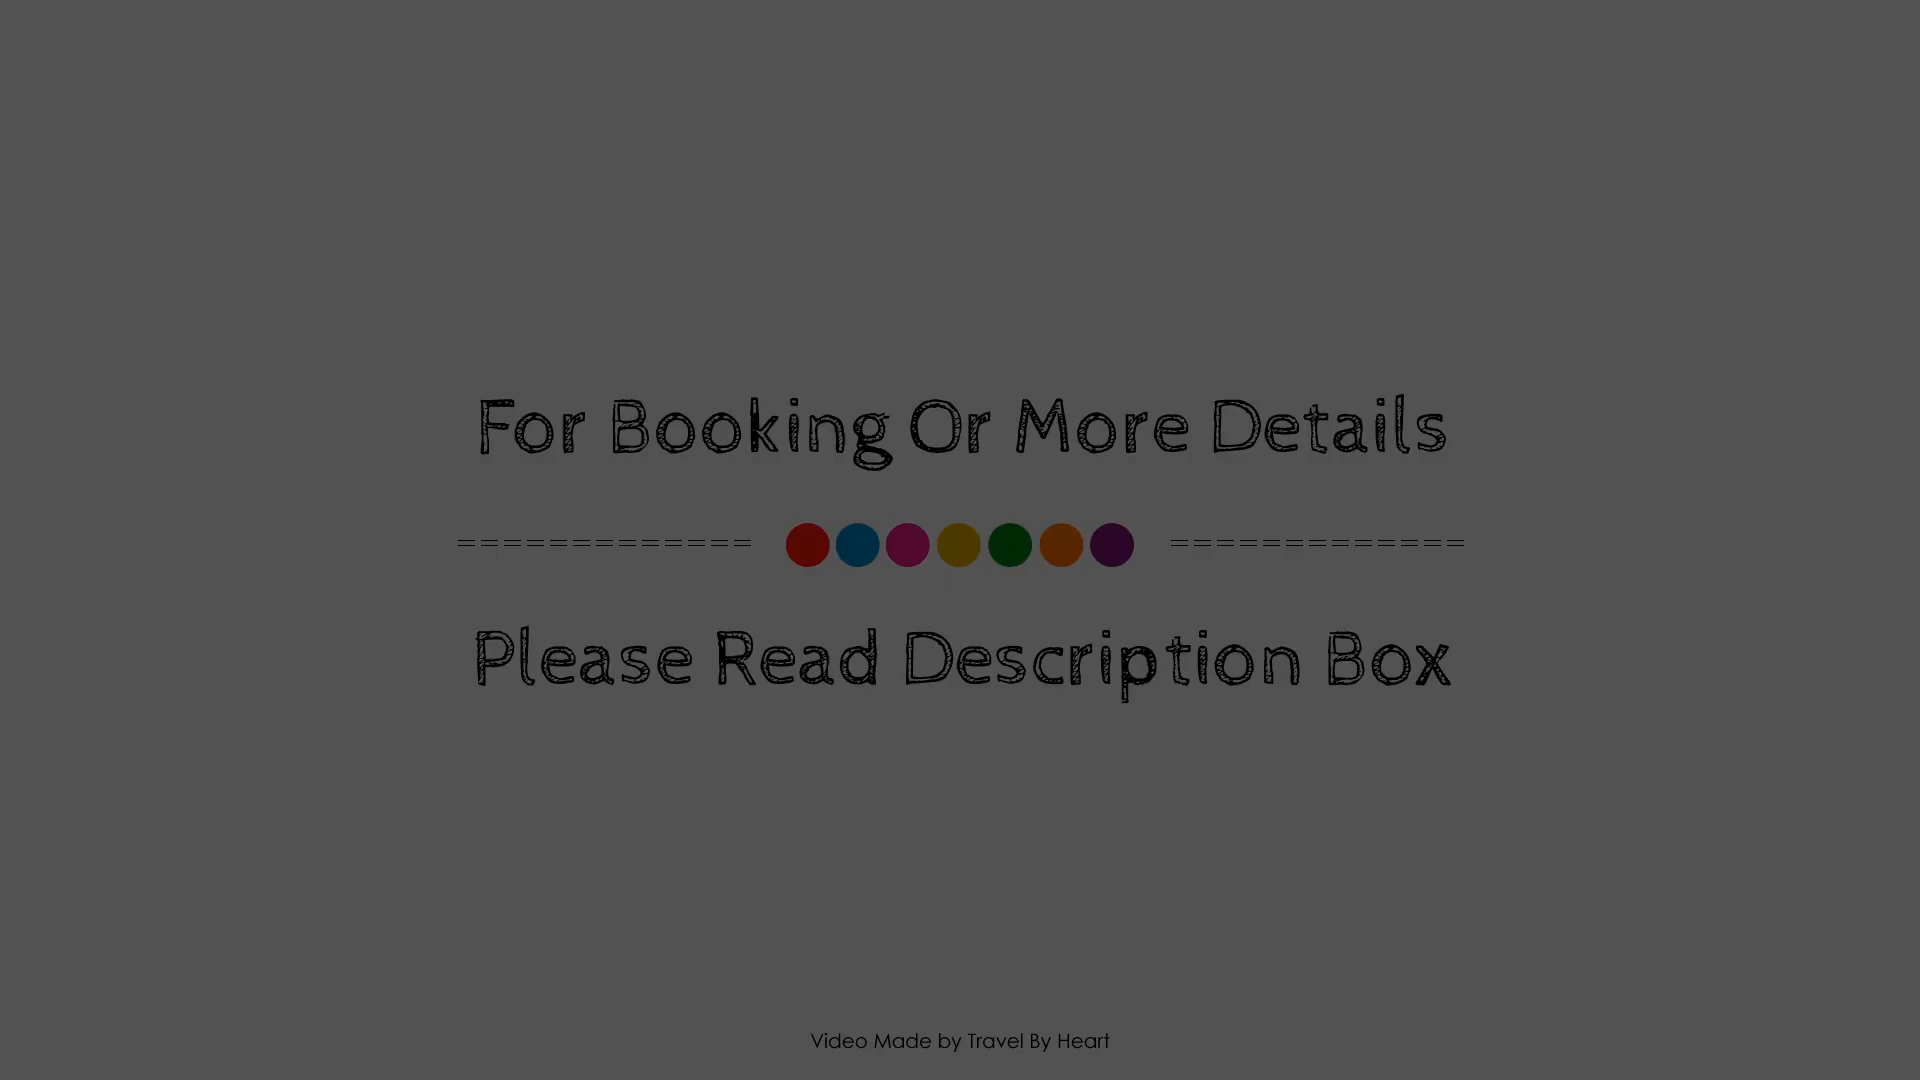 For Booking Or More Details
============= =============
Please Read Description Box
Video Made by Travel By Heart